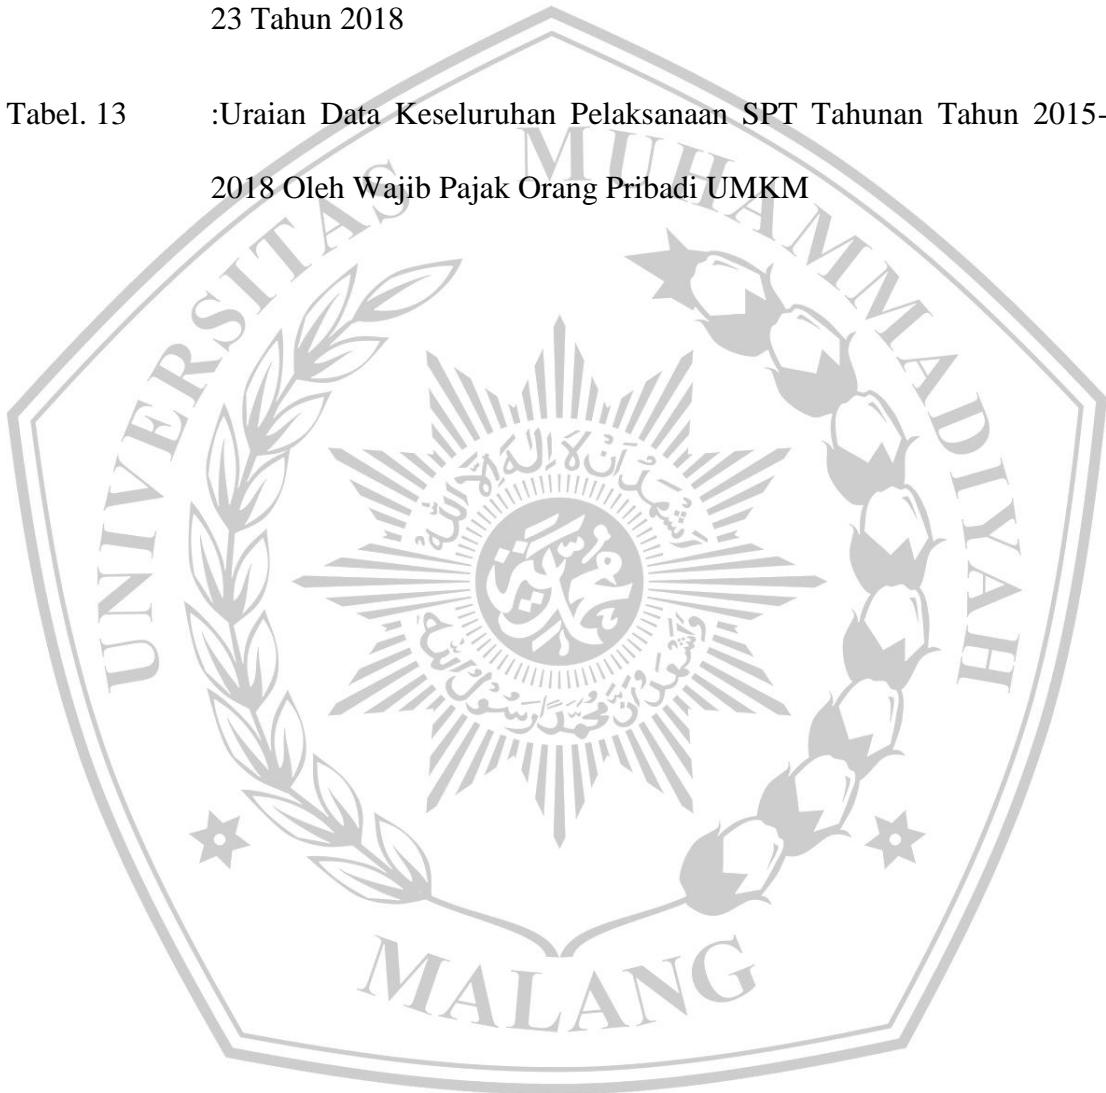 23 Tahun 2018
Tabel. 13 :Uraian Data Keseluruhan Pelaksanaan SPT Tahunan Tahun 2015-
2018 Oleh Wajib Pajak Orang Pribadi UMKM
UNIVERSITAS MUHAMMADIYAH
MALANG